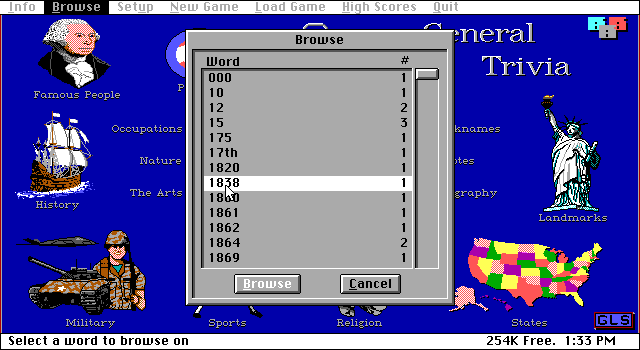 Info Browse Setup New Game Load Game High Scores Quit
General
Trivia
Browse
Word #
000 1
10 1
12 2
15 3
175 1
17th 1
1820 1
1838 1
1860 1
1861 1
1862 1
1864 2
1869 1
Browse Cancel
Famous People
Occupations
Nature
The Arts
History
Landmarks
Military
Sports
Religion
States
GLS
Select a word to browse on
254K Free. 1:33 PM